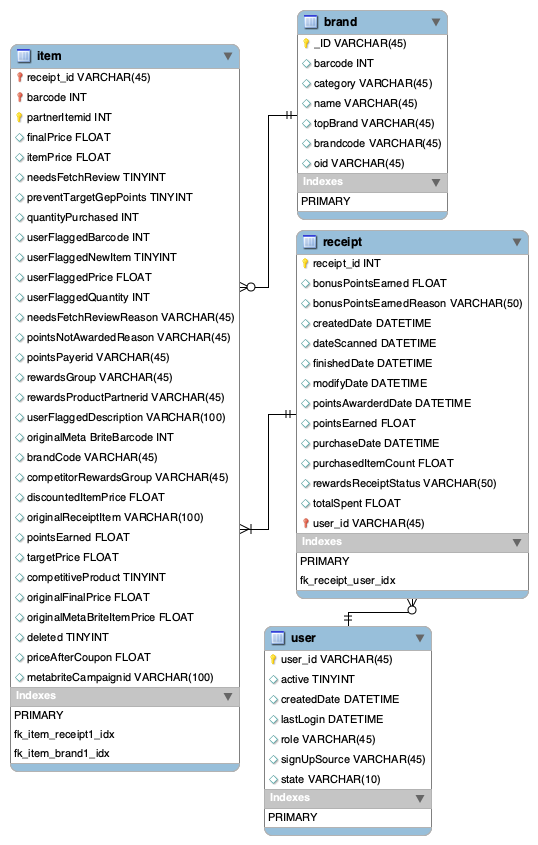 item
receipt_id VARCHAR(45)
barcode INT
partnerItemid INT
finalPrice FLOAT
itemPrice FLOAT
needsFetchReview TINYINT
preventTargetGepPoints TINYINT
quantityPurchased INT
userFlaggedBarcode INT
userFlaggedNewItem TINYINT
userFlaggedPrice FLOAT
userFlaggedQuantity INT
needsFetchReviewReason VARCHAR(45)
pointsNotAwardedReason VARCHAR(45)
pointsPayerid VARCHAR(45)
rewardsGroup VARCHAR(45)
rewardsProductPartnerid VARCHAR(45)
userFlaggedDescription VARCHAR(100)
originalMeta BriteBarcode INT
brandCode VARCHAR(45)
competitorRewardsGroup VARCHAR(45)
discountedItemPrice FLOAT
originalReceiptItem VARCHAR(100)
pointsEarned FLOAT
targetPrice FLOAT
competitiveProduct TINYINT
originalFinalPrice FLOAT
originalMetaBriteItemPrice FLOAT
deleted TINYINT
priceAfterCoupon FLOAT
metabriteCampaignid VARCHAR(100)
Indexes
PRIMARY
fk_item_receipt1_idx
fk_item_brand1_idx
brand
_ID VARCHAR(45)
barcode INT
category VARCHAR(45)
name VARCHAR(45)
topBrand VARCHAR(45)
brandcode VARCHAR(45)
oid VARCHAR(45)
Indexes
PRIMARY
receipt
receipt_id INT
bonusPointsEarned FLOAT
bonusPointsEarnedReason VARCHAR(50)
createdDate DATETIME
dateScanned DATETIME
finishedDate DATETIME
modifyDate DATETIME
pointsAwarderdDate DATETIME
pointsEarned FLOAT
purchaseDate DATETIME
purchasedItemCount FLOAT
rewardsReceiptStatus VARCHAR(50)
totalSpent FLOAT
user_id VARCHAR(45)
Indexes
PRIMARY
fk_receipt_user_idx
user
user_id VARCHAR(45)
active TINYINT
createdDate DATETIME
lastLogin DATETIME
role VARCHAR(45)
signUpSource VARCHAR(45)
state VARCHAR(10)
Indexes
PRIMARY